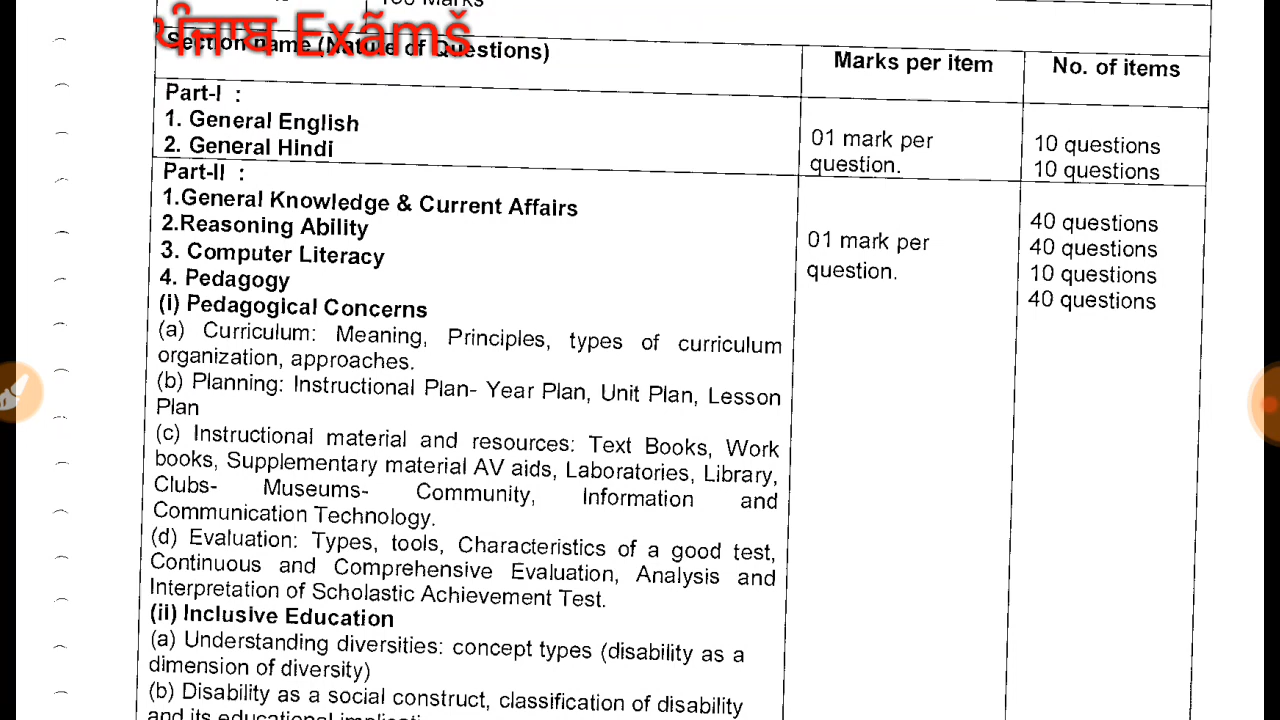 100 Marks
ਪੰਜਾਬ Exãmš
Section name (Nature of Questions)
Marks per item
No. of items
Part-I :
1. General English
2. General Hindi
01 mark per
question.
10 questions
10 questions
Part-II :
1.General Knowledge & Current Affairs
2.Reasoning Ability
3. Computer Literacy
4. Pedagogy
01 mark per
question.
40 questions
40 questions
10 questions
40 questions
(i) Pedagogical Concerns
(a) Curriculum: Meaning, Principles, types of curriculum
organization, approaches.
(b) Planning: Instructional Plan- Year Plan, Unit Plan, Lesson
Plan
(c) Instructional material and resources: Text Books, Work
books, Supplementary material AV aids, Laboratories, Library,
Clubs- Museums- Community, Information and
Communication Technology.
(d) Evaluation: Types, tools, Characteristics of a good test,
Continuous and Comprehensive Evaluation, Analysis and
Interpretation of Scholastic Achievement Test.
(ii) Inclusive Education
(a) Understanding diversities: concept types (disability as a
dimension of diversity)
(b) Disability as a social construct, classification of disability
and its educational